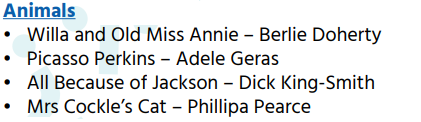 Animals
• Willa and Old Miss Annie – Berlie Doherty
• Picasso Perkins – Adele Geras
• All Because of Jackson – Dick King-Smith
• Mrs Cockle’s Cat – Phillipa Pearce